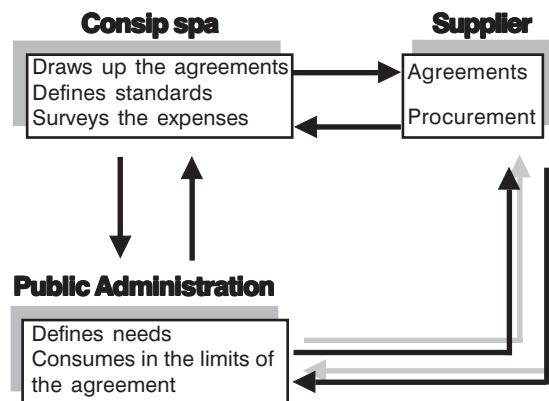 Consip spa
Draws up the agreements
Defines standards
Surveys the expenses
Supplier
Agreements
Procurement
Public Administration
Defines needs
Consumes in the limits of
the agreement